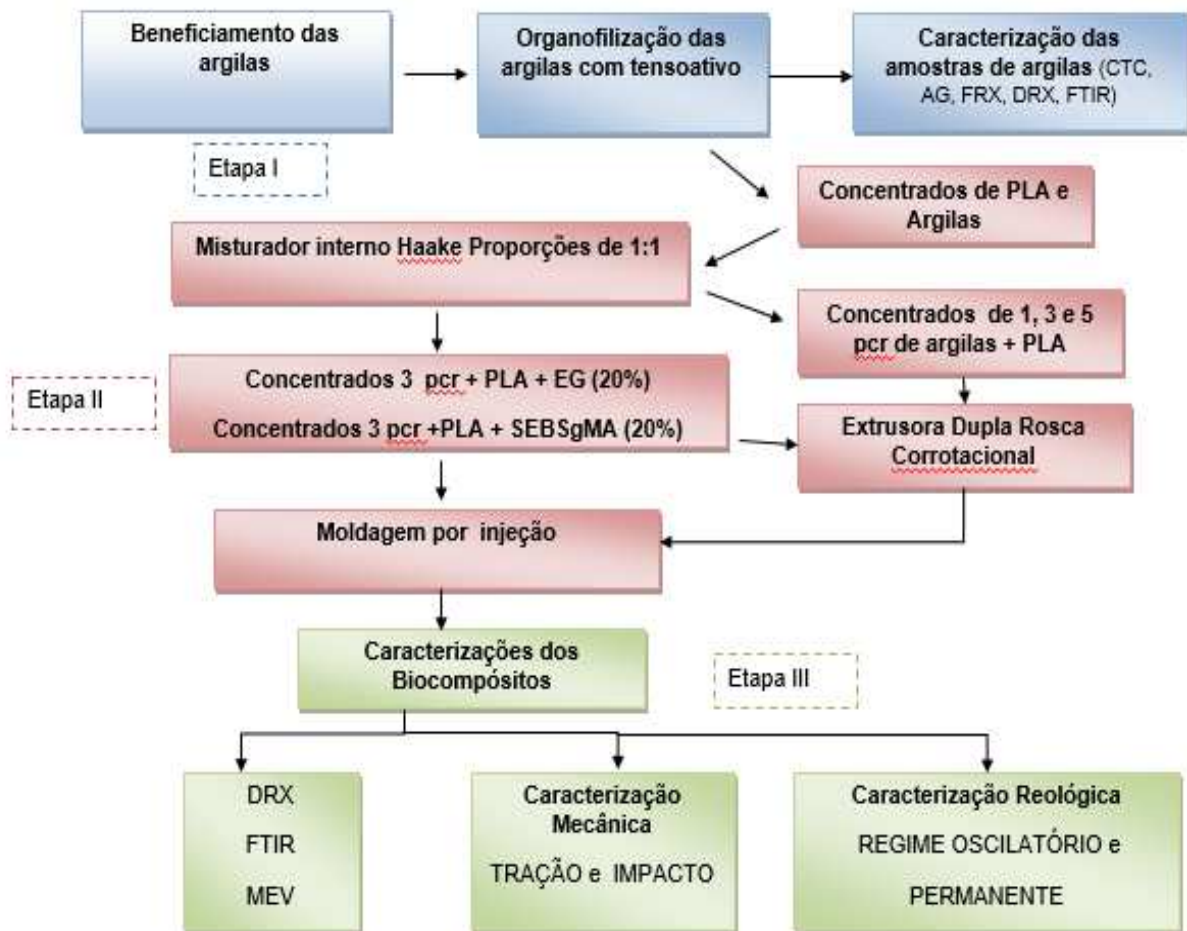 Beneficiamento das
argilas
Organofilização das
argilas com tensoativo
Caracterização das
amostras de argilas (CTC,
AG, FRX, DRX, FTIR)
Etapa I
Concentrados de PLA e
Argilas
Misturador interno Haake Proporções de 1:1
Concentrados de 1, 3 e 5
pcr de argilas + PLA
Etapa II
Concentrados 3 pcr + PLA + EG (20%)
Concentrados 3 pcr +PLA + SEBSgMA (20%)
Extrusora Dupla Rosca
Corrotacional
Moldagem por injeção
Caracterizações dos
Biocompósitos
Etapa III
DRX
FTIR
MEV
Caracterização
Mecânica
TRAÇÃO e IMPACTO
Caracterização Reológica
REGIME OSCILATÓRIO e
PERMANENTE